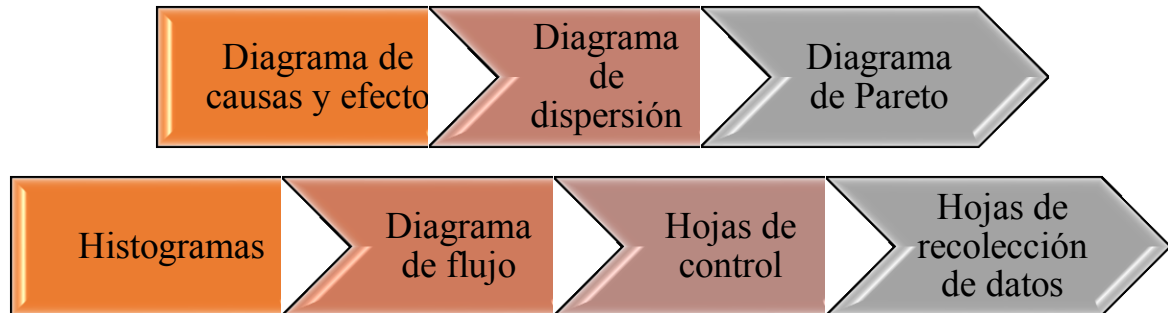 Diagrama de
causas y efecto
Diagrama
de
dispersión
Diagrama
de Pareto
Histogramas
Diagrama
de flujo
Hojas de
control
Hojas de
recolección
de datos